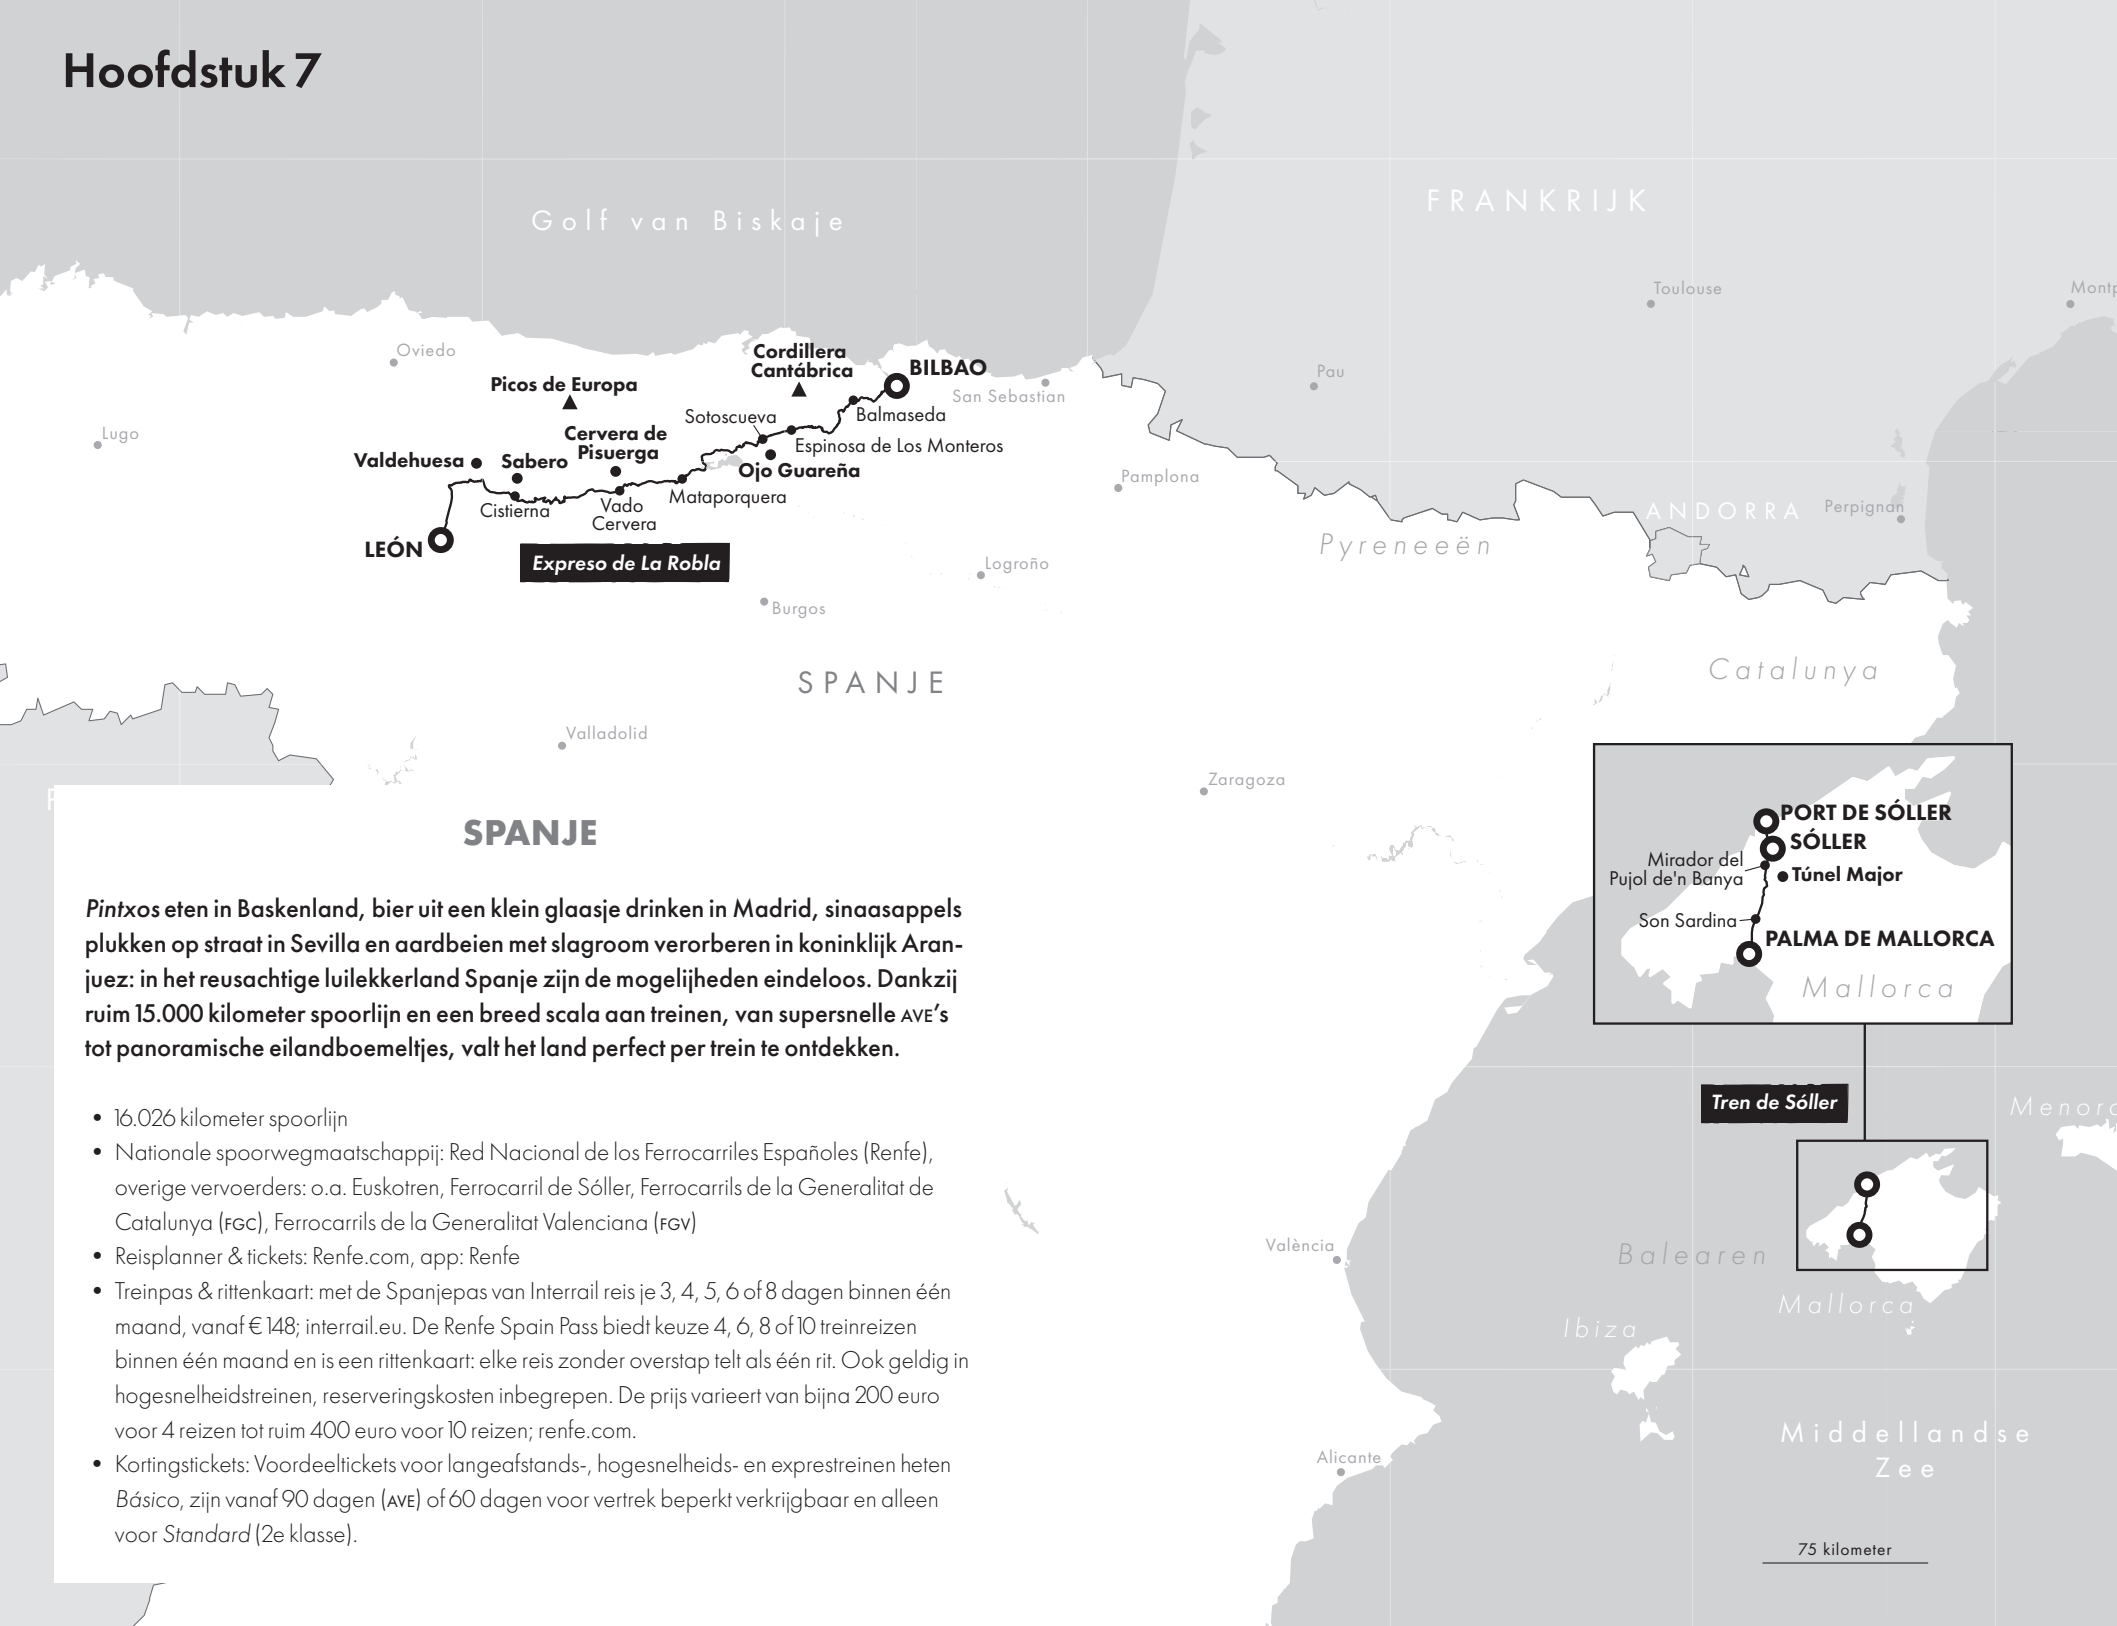 Hoofdstuk 7
Golf van Biskaje
FRANKRIJK
Toulouse
Oviedo
Cordillera
Cantábrica
BILBAO
Pau
Picos de Europa
San Sebastian
Sotoscueva
Balmaseda
Lugo
Cervera de
Pisuerga
Espinosa de Los Monteros
Valdehuesa
Sabero
Ojo Guareña
Pamplona
Mataporquera
Cistierna
Vado
Cervera
ANDORRA
Perpignan
LEÓN
Pyreneeën
Expreso de La Robla
Logroño
Burgos
SPANJE
Catalunya
Valladolid
Zaragoza
PORT DE SÓLLER
SÓLLER
Mirador del
Pujol de'n Banya
Túnel Major
Son Sardina
PALMA DE MALLORCA
Mallorca
Tren de Sóller
València
Balearen
Mallorca
Ibiza
Middellandse
Zee
Alicante
75 kilometer
SPANJE
Pintxos eten in Baskenland, bier uit een klein glaasje drinken in Madrid, sinaasappels
plukken op straat in Sevilla en aardbeien met slagroom verorberen in koninklijk Aran-
juez: in het reusachtige luilekkerland Spanje zijn de mogelijheden eindeloos. Dankzij
ruim 15.000 kilometer spoorlijn en een breed scala aan treinen, van supersnelle AVE's
tot panoramische eilandboemeltjes, valt het land perfect per trein te ontdekken.
• 16.026 kilometer spoorlijn
• Nationale spoorwegmaatschappij: Red Nacional de los Ferrocarriles Españoles (Renfe),
overige vervoerders: o.a. Euskotren, Ferrocarril de Sóller, Ferrocarrils de la Generalitat de
Catalunya (FGC), Ferrocarrils de la Generalitat Valenciana (FGV)
• Reisplanner & tickets: Renfe.com, app: Renfe
• Treinpas & rittenkaart: met de Spanjepas van Interrail reis je 3, 4, 5, 6 of 8 dagen binnen één
maand, vanaf € 148; interrail.eu. De Renfe Spain Pass biedt keuze 4, 6, 8 of 10 treinreizen
binnen één maand en is een rittenkaart: elke reis zonder overstap telt als één rit. Ook geldig in
hogesnelheidstreinen, reserveringskosten inbegrepen. De prijs varieert van bijna 200 euro
voor 4 reizen tot ruim 400 euro voor 10 reizen; renfe.com.
• Kortingstickets: Voordeeltickets voor langeafstands-, hogesnelheids- en exprestreinen heten
Básico, zijn vanaf 90 dagen (AVE) of 60 dagen voor vertrek beperkt verkrijgbaar en alleen
voor Standard (2e klasse).